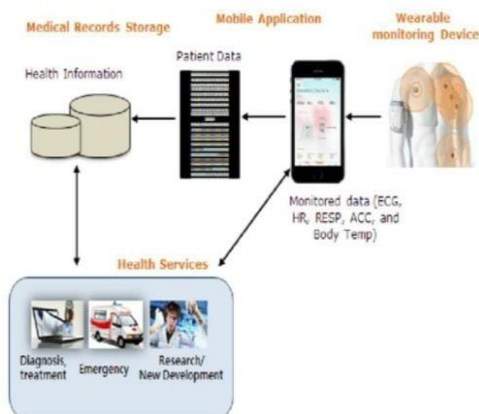 Medical Records Storage
Mobile Application
Wearable
monitoring Device
Health Information
Patient Data
Monitored data (ECG,
HR, RESP, ACC, and
Body Temp)
Health Services
Diagnosis,
treatment
Emergency
Research/
New Development